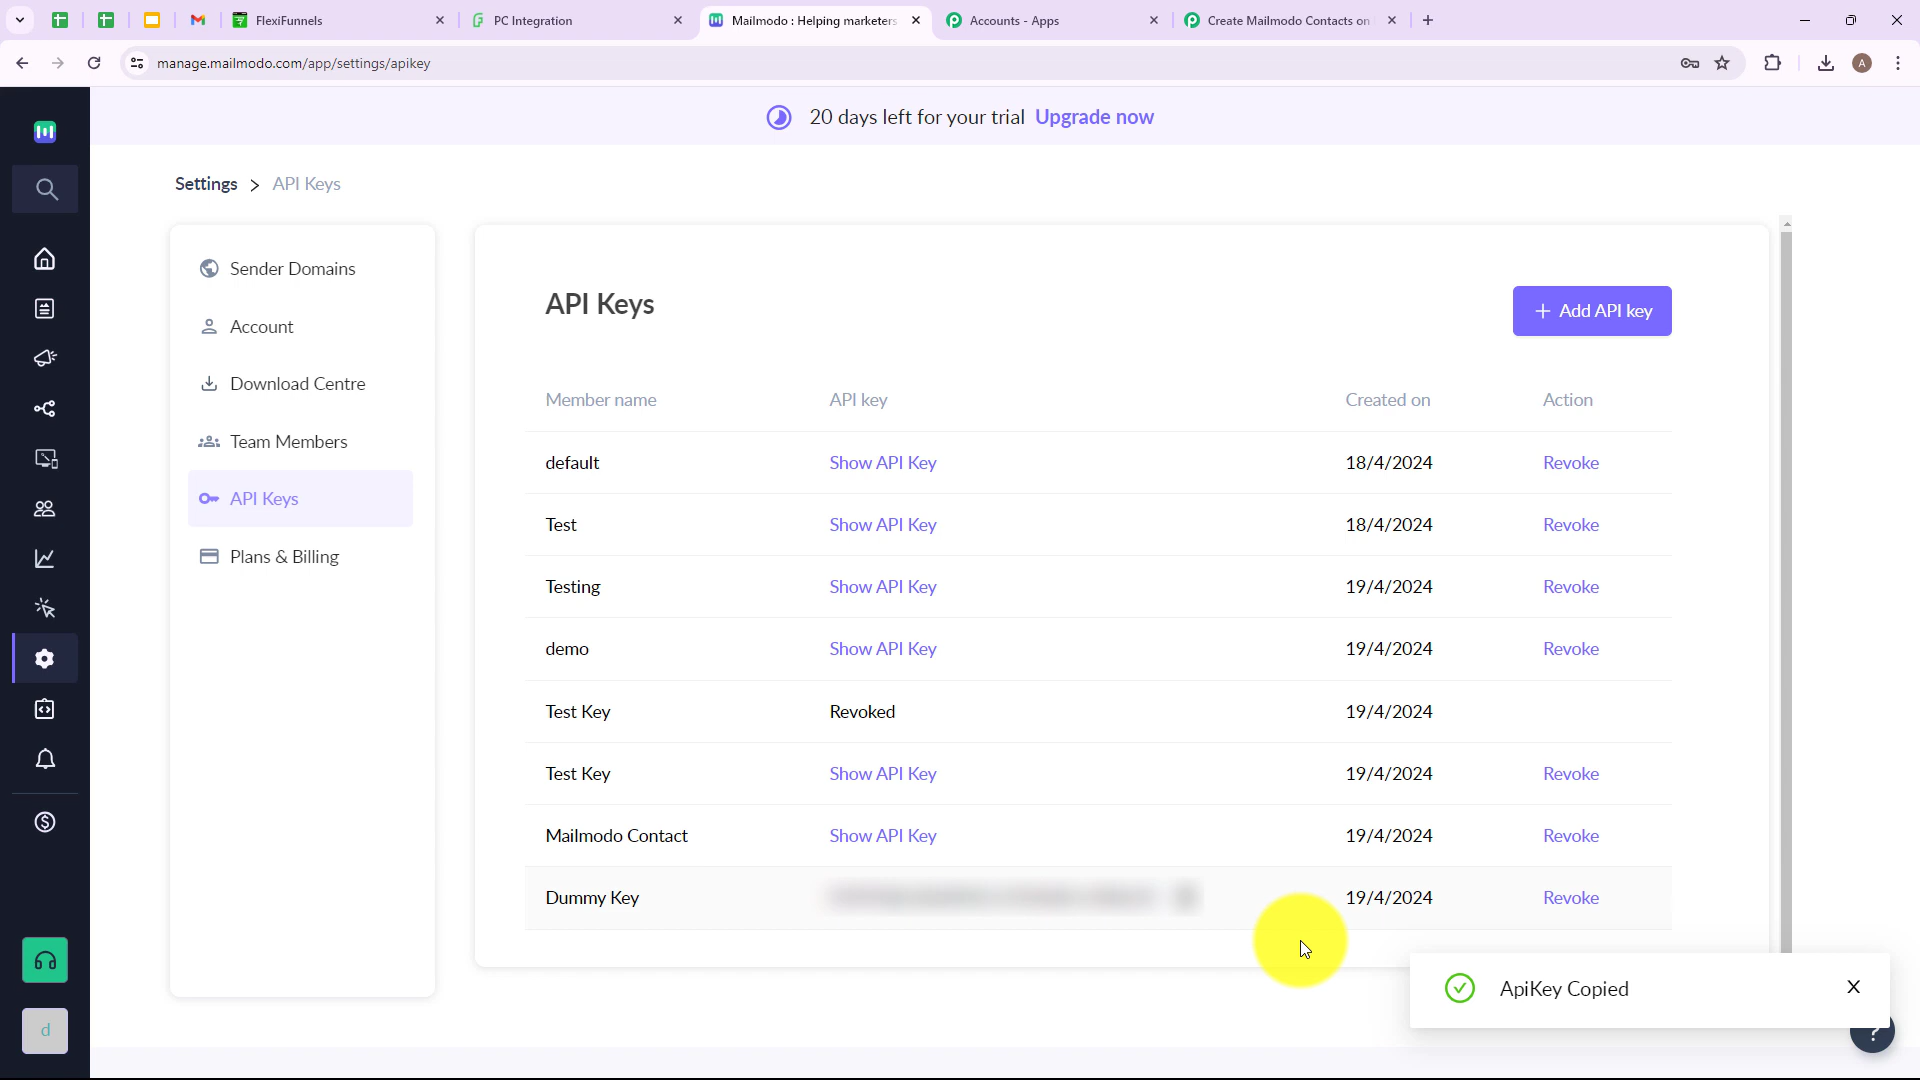 FlexiFunnels
PC Integration
Mailmodo : Helping marketers
Accounts - Apps
Create Mailmodo Contacts on
manage.mailmodo.com/app/settings/apikey
A
20 days left for your trial Upgrade now
Settings > API Keys
Sender Domains
Account
Download Centre
Team Members
API Keys
Plans & Billing
API Keys
+ Add API key
Member name API key Created on Action
default Show API Key 18/4/2024 Revoke
Test Show API Key 18/4/2024 Revoke
Testing Show API Key 19/4/2024 Revoke
demo Show API Key 19/4/2024 Revoke
Test Key Revoked 19/4/2024
Test Key Show API Key 19/4/2024 Revoke
Mailmodo Contact Show API Key 19/4/2024 Revoke
Dummy Key 19/4/2024 Revoke
ApiKey Copied X
?
d